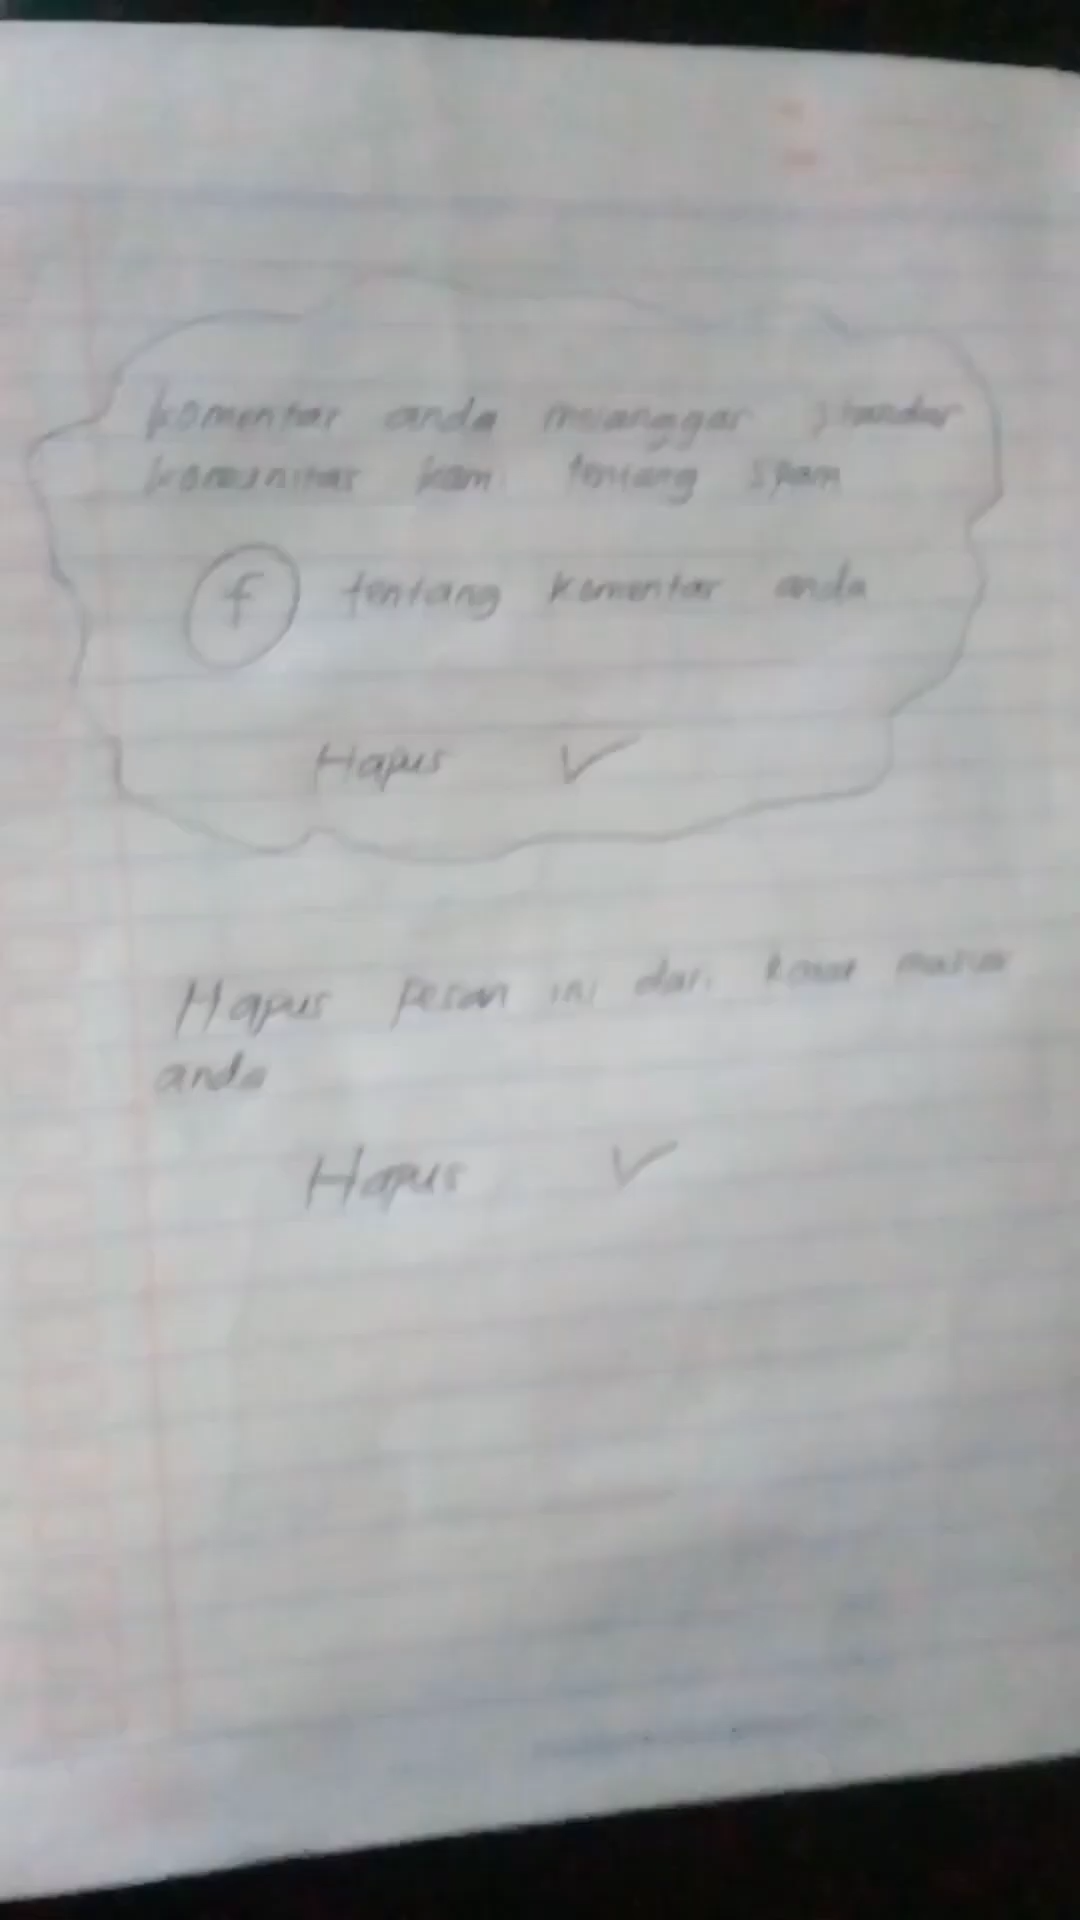 komentar anda melanggar standar
komunitas kami tentang spam
f tentang komentar anda
Hapus
Hapus pesan ini dari kotak masuk
anda
Hapus